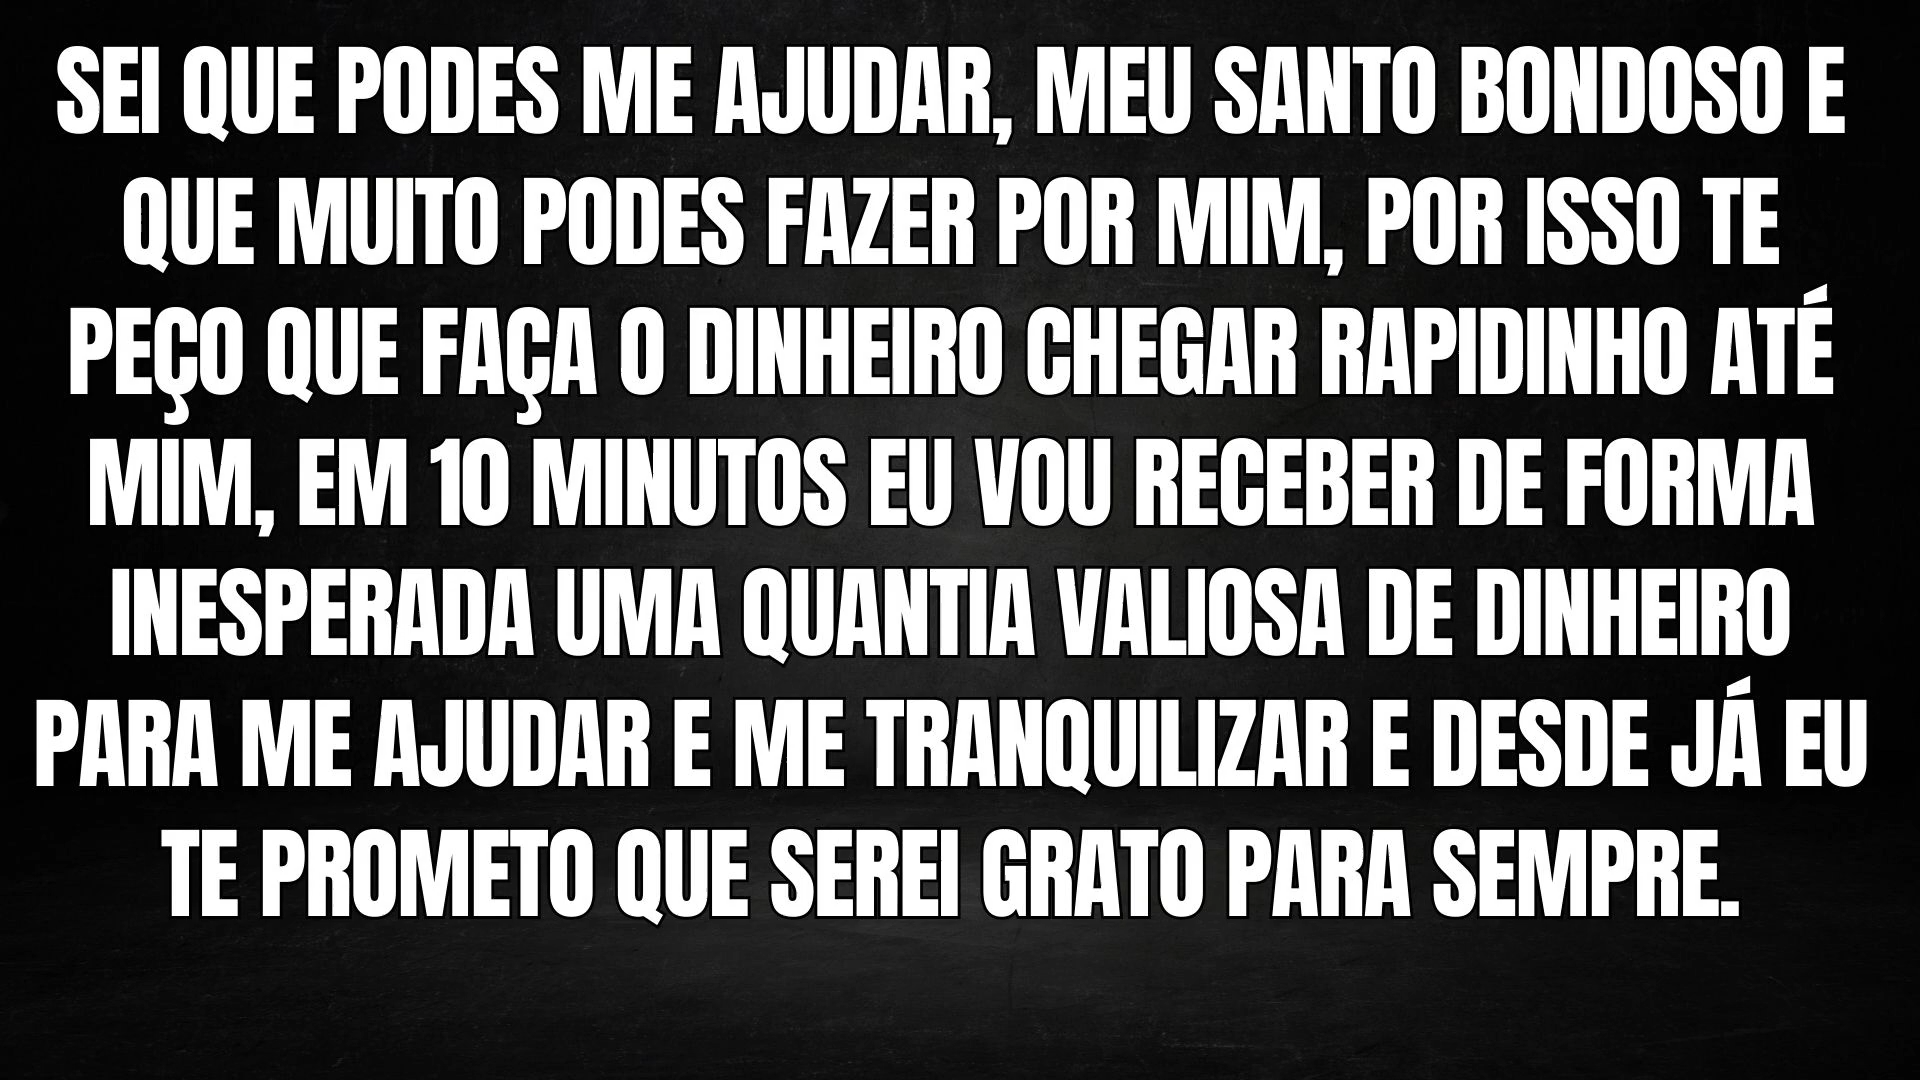 SEI QUE PODES ME AJUDAR, MEU SANTO BONDOSO E
QUE MUITO PODES FAZER POR MIM, POR ISSO TE
PEÇO QUE FAÇA O DINHEIRO CHEGAR RAPIDINHO ATÉ
MIM, EM 10 MINUTOS EU VOU RECEBER DE FORMA
INESPERADA UMA QUANTIA VALIOSA DE DINHEIRO
PARA ME AJUDAR E ME TRANQUILIZAR E DESDE JÁ EU
TE PROMETO QUE SEREI GRATO PARA SEMPRE.